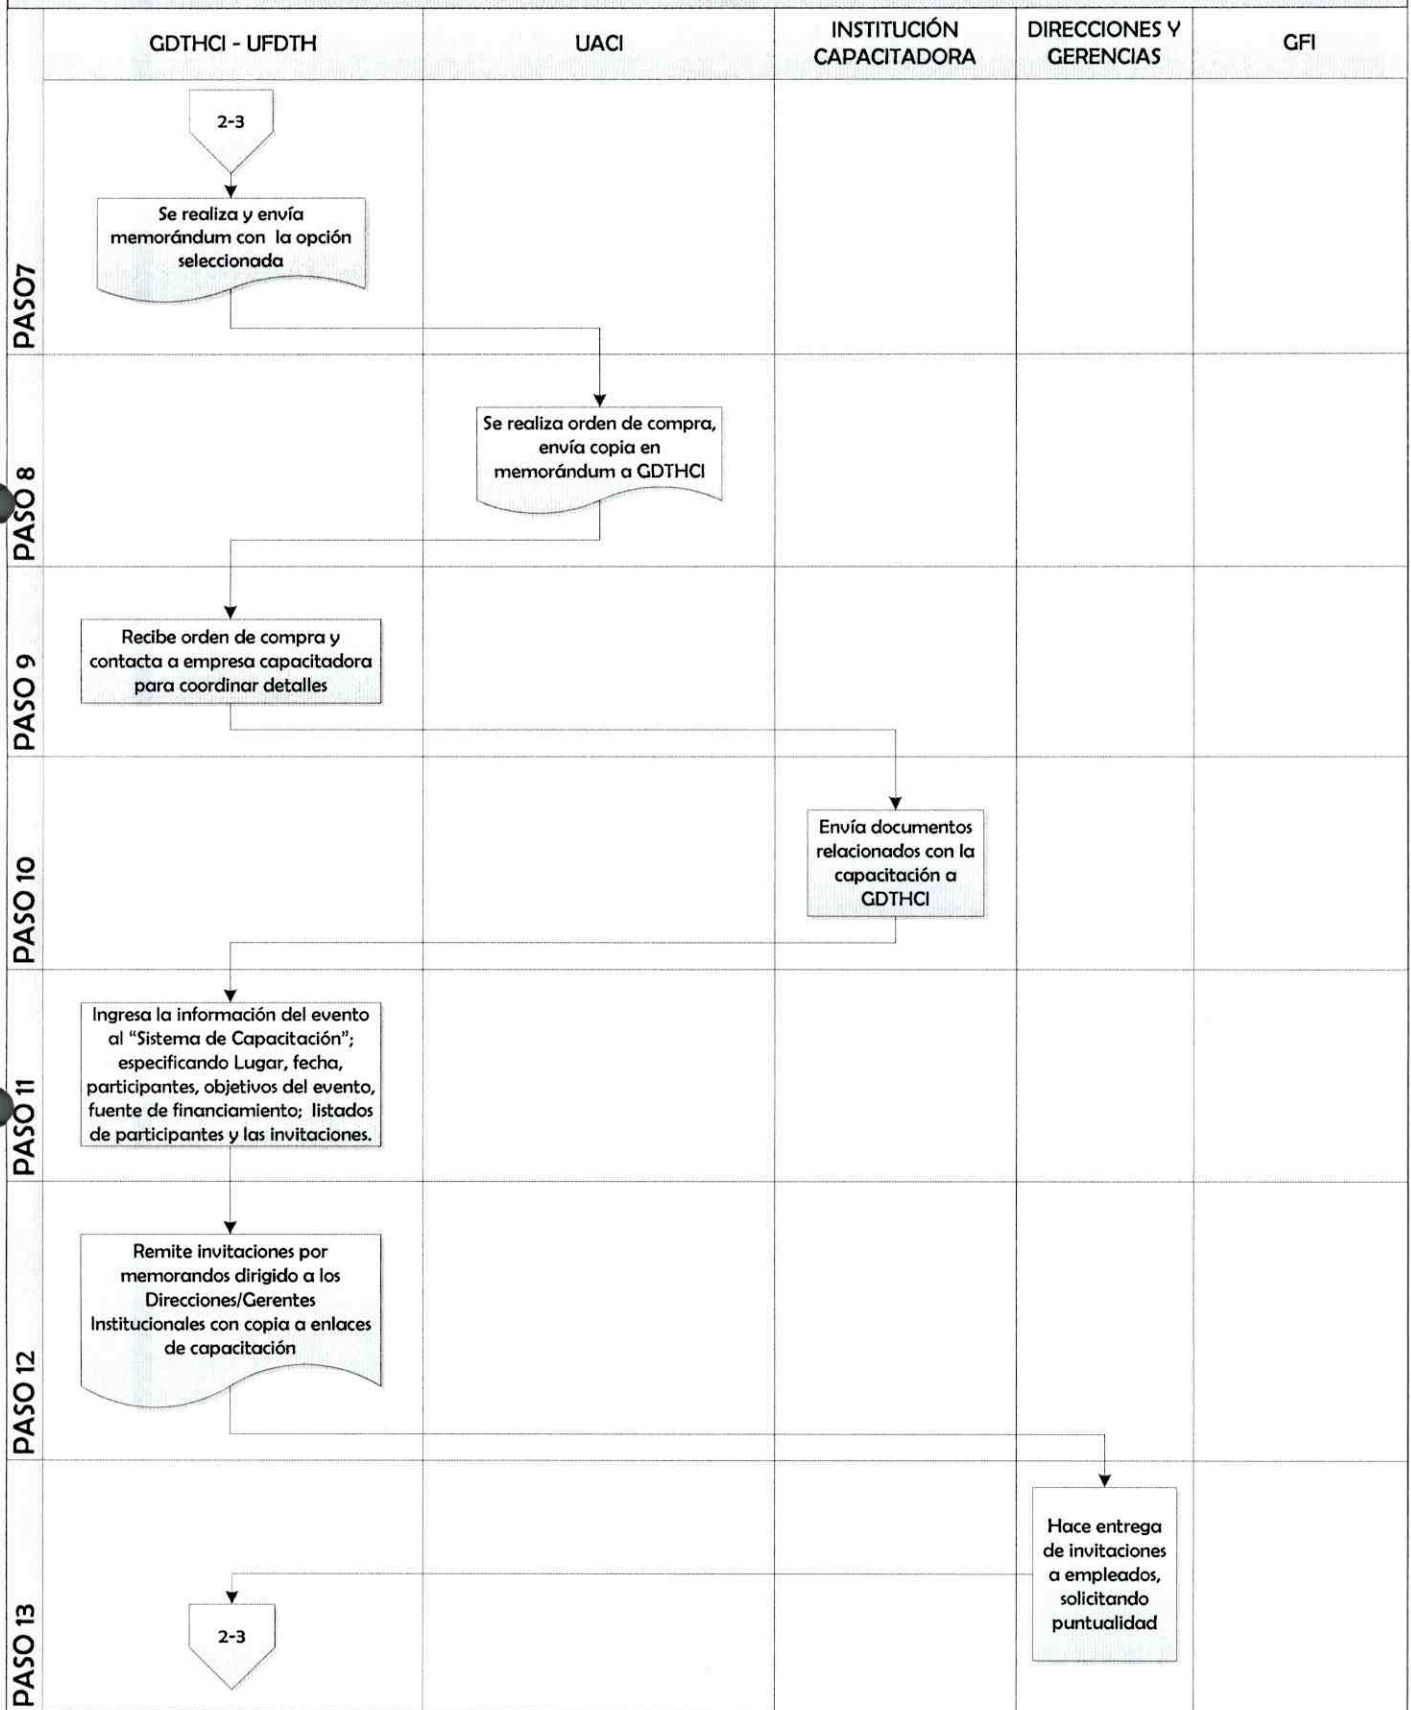 GDTHCI - UFDTH
UACI
INSTITUCIÓN
CAPACITADORA
DIRECCIONES Y
GERENCIAS
GFI
PASO7
2-3
Se realiza y envía
memorándum con la opción
seleccionada
PASO 8
Se realiza orden de compra,
envía copia en
memorándum a GDTHCI
PASO 9
Recibe orden de compra y
contacta a empresa capacitadora
para coordinar detalles
PASO 10
Envía documentos
relacionados con la
capacitación a
GDTHCI
PASO 11
Ingresa la información del evento
al “Sistema de Capacitación”;
especificando Lugar, fecha,
participantes, objetivos del evento,
fuente de financiamiento; listados
de participantes y las invitaciones.
PASO 12
Remite invitaciones por
memorandos dirigido a los
Direcciones/Gerentes
Institucionales con copia a enlaces
de capacitación
PASO 13
Hace entrega
de invitaciones
a empleados,
solicitando
puntualidad
2-3